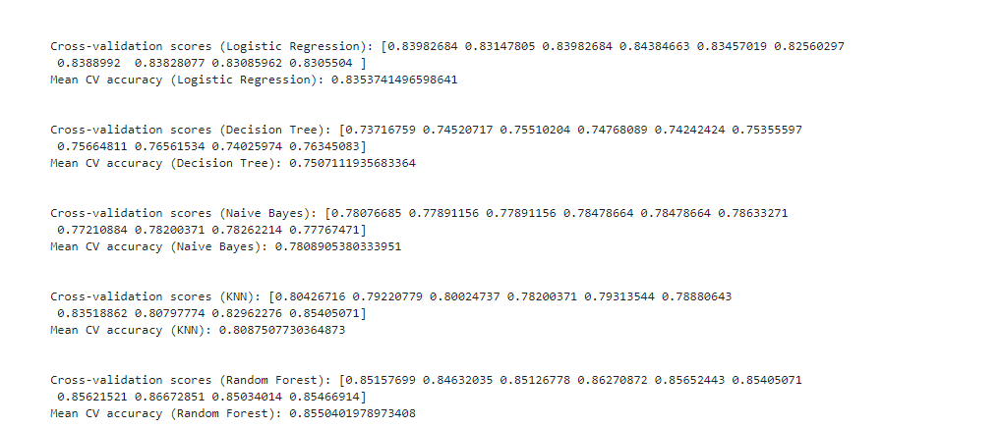 Cross-validation scores (Logistic Regression): [0.83982684 0.83147805 0.83982684 0.84384663 0.83457019 0.82560297
 0.8388992  0.83828077 0.83085962 0.8305504 ]
Mean CV accuracy (Logistic Regression): 0.8353741496598641
Cross-validation scores (Decision Tree): [0.73716759 0.74520717 0.75510204 0.74768089 0.74242424 0.75355597
 0.75664811 0.76561534 0.74025974 0.76345083]
Mean CV accuracy (Decision Tree): 0.7507111935683364
Cross-validation scores (Naive Bayes): [0.78076685 0.77891156 0.77891156 0.78478664 0.78478664 0.78633271
 0.77210884 0.78200371 0.78262214 0.77767471]
Mean CV accuracy (Naive Bayes): 0.7808905380333951
Cross-validation scores (KNN): [0.80426716 0.79220779 0.80024737 0.78200371 0.79313544 0.78880643
 0.83518862 0.80797774 0.82962276 0.85405071]
Mean CV accuracy (KNN): 0.8087507730364873
Cross-validation scores (Random Forest): [0.85157699 0.84632035 0.85126778 0.86270872 0.85652443 0.85405071
 0.85621521 0.86672851 0.85034014 0.85466914]
Mean CV accuracy (Random Forest): 0.8550401978973408